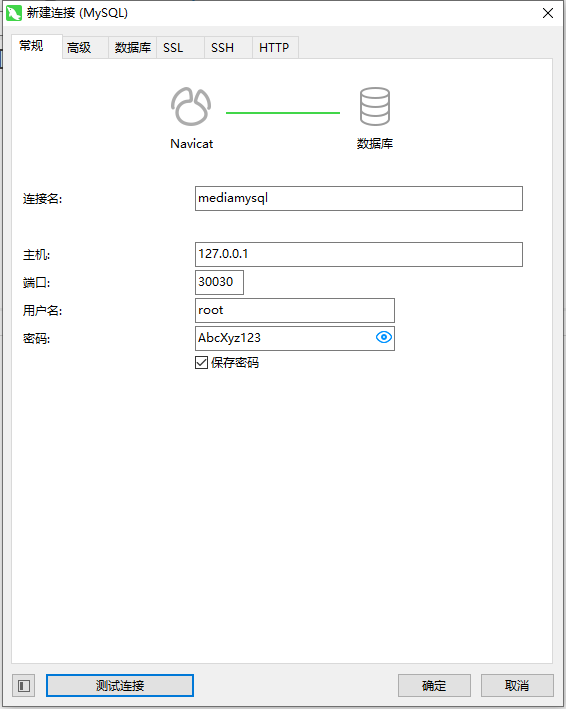 新建连接 (MySQL)
常规 高级 数据库 SSL SSH HTTP
Navicat 数据库
连接名: mediamysql
主机: 127.0.0.1
端口: 30030
用户名: root
密码: AbcXyz123
保存密码
测试连接 确定 取消